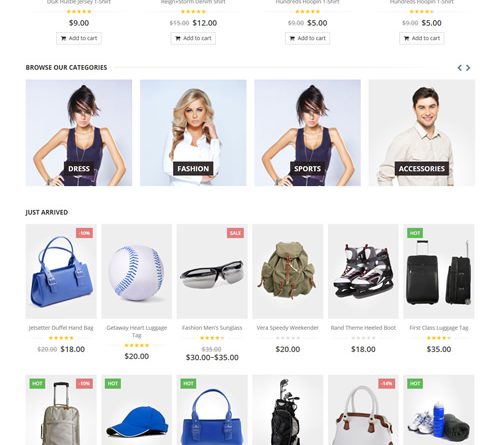 D&K Hustle Jersey T-Shirt
Reign+Storm Denim Shirt
Hundreds Hoopin T-Shirt
Hundreds Hoopin T-Shirt
$9.00
$15.00 $12.00
$9.00 $5.00
$9.00 $5.00
Add to cart
Add to cart
Add to cart
Add to cart
BROWSE OUR CATEGORIES
DRESS
FASHION
SPORTS
ACCESSORIES
JUST ARRIVED
-10%
SALE
HOT
Jetsetter Duffel Hand Bag
Getaway Heart Luggage
Tag
Fashion Men's Sunglass
Vera Speedy Weekender
Rand Theme Heeled Boot
First Class Luggage Tag
$20.00 $18.00
$20.00
$35.00
$30.00–$35.00
$20.00
$18.00
$35.00
HOT
-10%
HOT
HOT
-14%
HOT